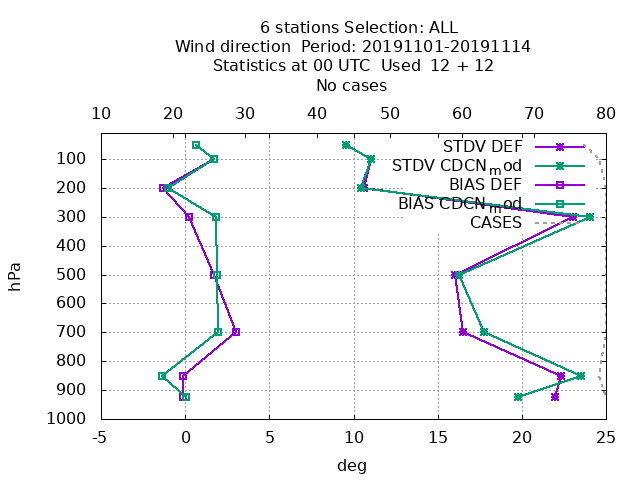 6 stations Selection: ALL
Wind direction  Period: 20191101-20191114
Statistics at 00 UTC  Used  12 + 12
No cases
10 20 30 40 50 60 70 80
STDV DEF
STDV CDCNmod
BIAS DEF
BIAS CDCNmod
CASES
hPa
100
200
300
400
500
600
700
800
900
1000
-5 0 5 10 15 20 25
deg